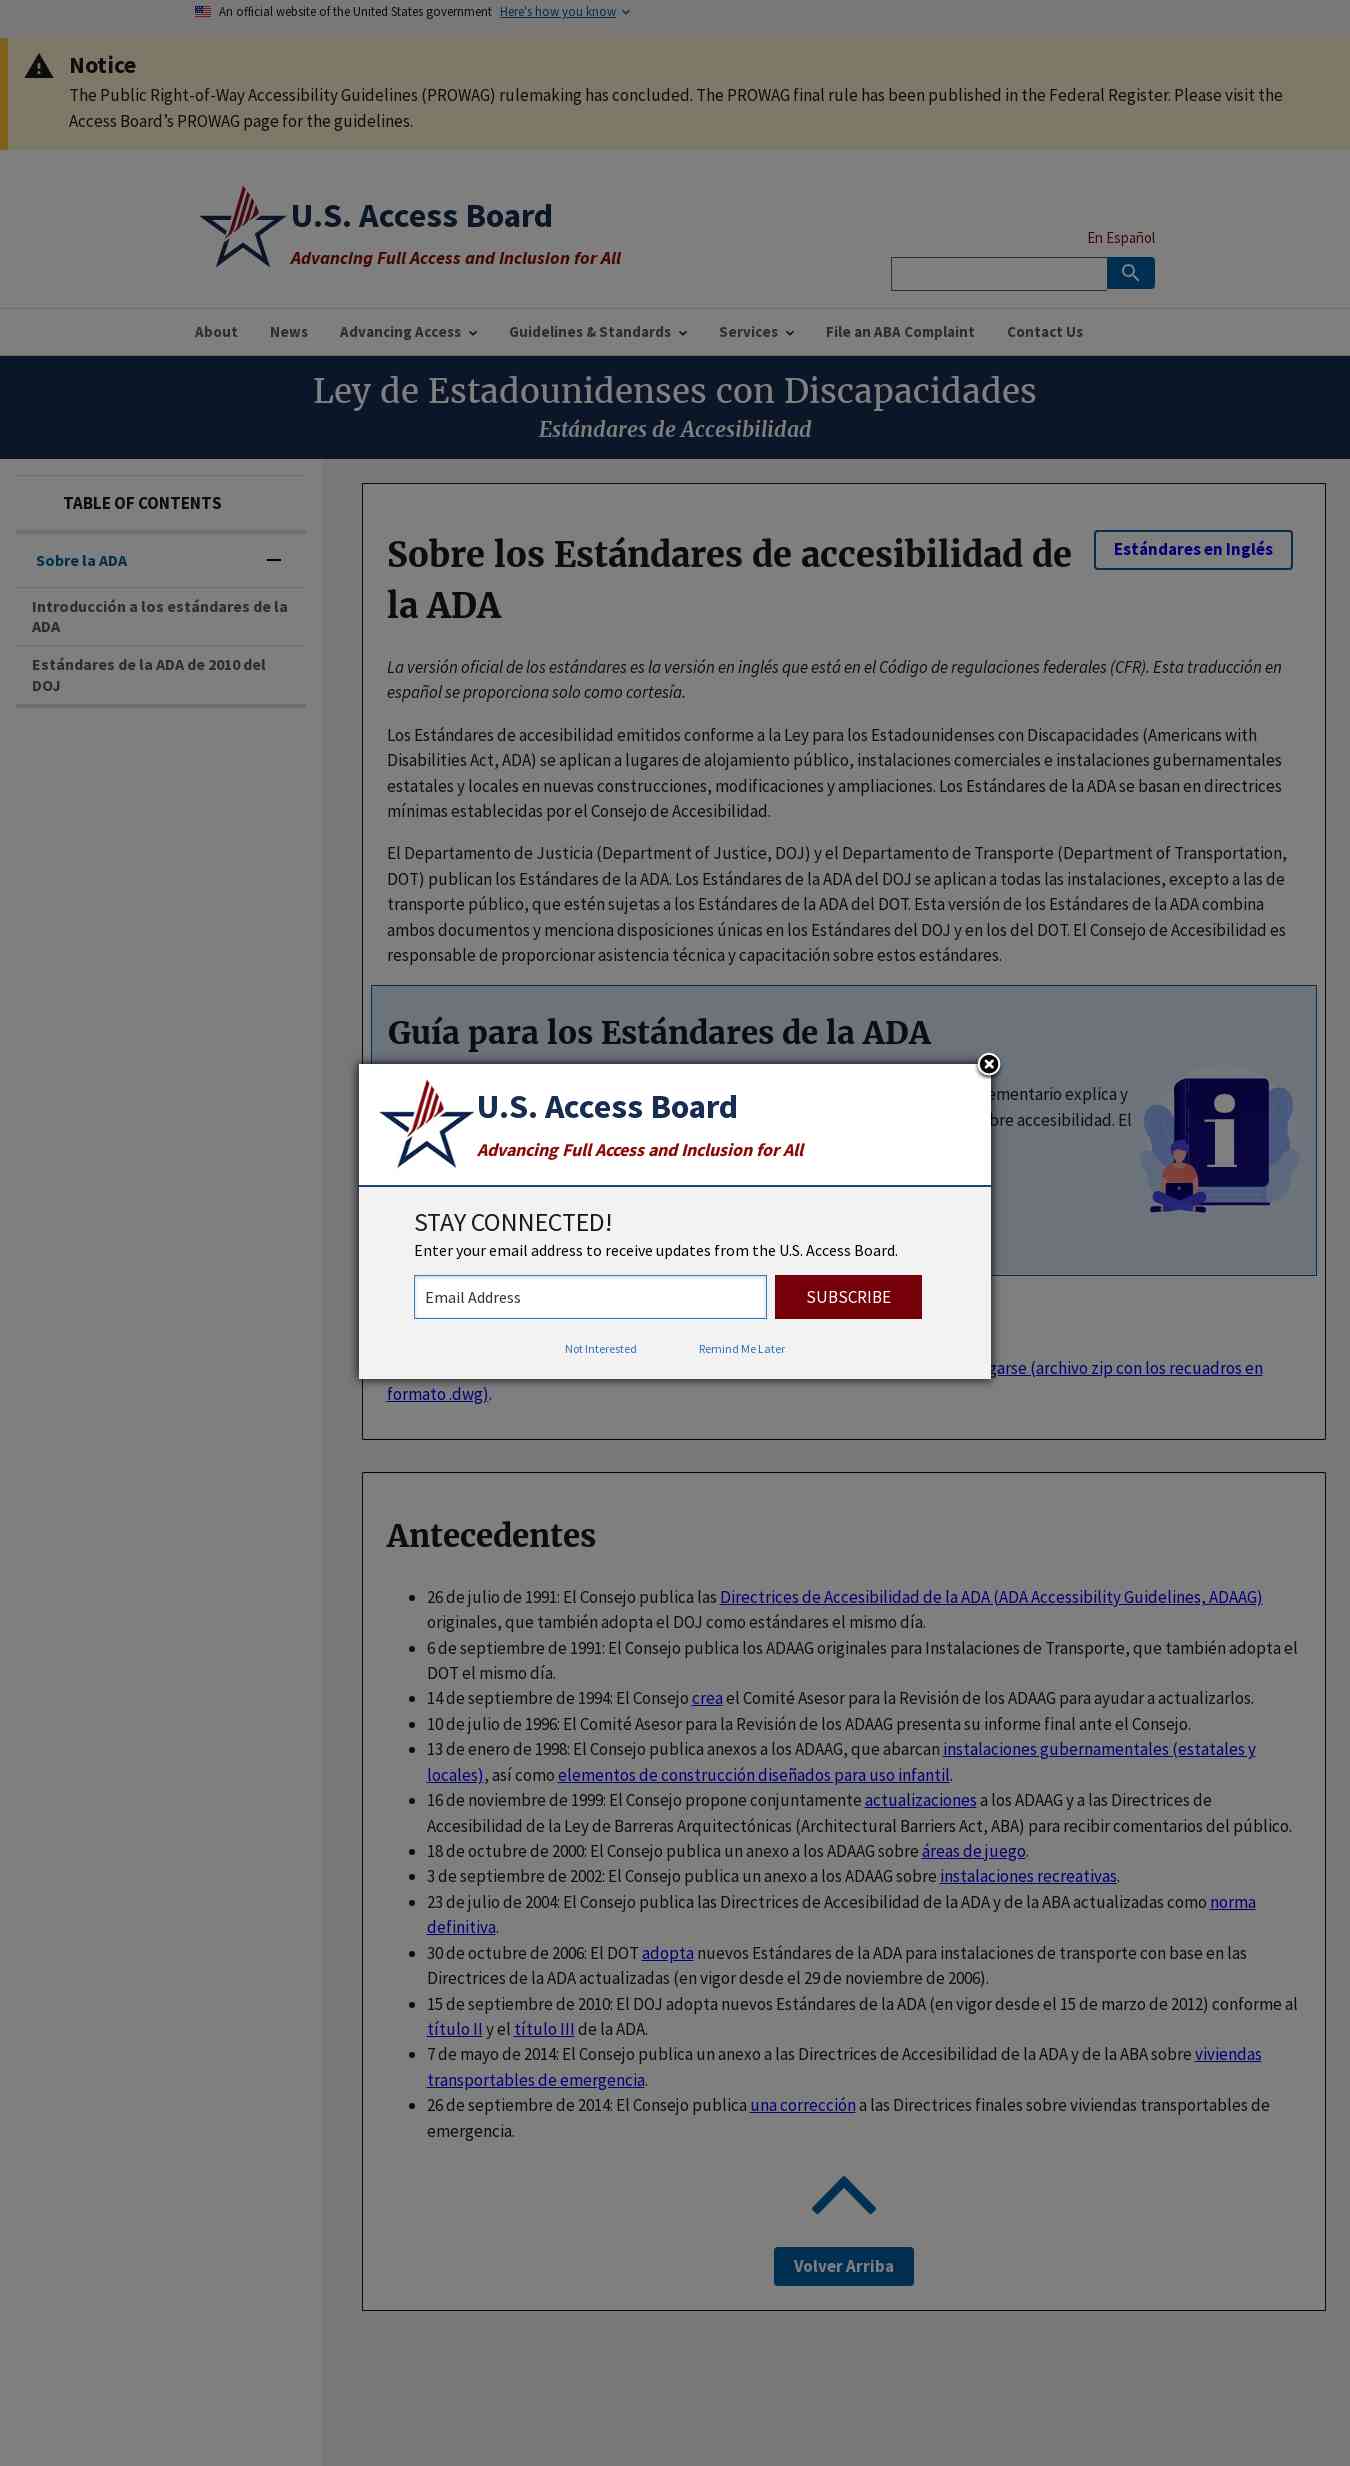 An official website of the United States government Here's how you know
Notice
The Public Right-of-Way Accessibility Guidelines (PROWAG) rulemaking has concluded. The PROWAG final rule has been published in the Federal Register. Please visit the
Access Board’s PROWAG page for the guidelines.
U.S. Access Board
Advancing Full Access and Inclusion for All
En Español
About News Advancing Access Guidelines & Standards Services File an ABA Complaint Contact Us
Ley de Estadounidenses con Discapacidades
Estándares de Accesibilidad
TABLE OF CONTENTS
Sobre la ADA
Introducción a los estándares de la
ADA
Estándares de la ADA de 2010 del
DOJ
Sobre los Estándares de accesibilidad de
la ADA
Estándares en Inglés
La versión oficial de los estándares es la versión en inglés que está en el Código de regulaciones federales (CFR). Esta traducción en
español se proporciona solo como cortesía.
Los Estándares de accesibilidad emitidos conforme a la Ley para los Estadounidenses con Discapacidades (Americans with
Disabilities Act, ADA) se aplican a lugares de alojamiento público, instalaciones comerciales e instalaciones gubernamentales
estatales y locales en nuevas construcciones, modificaciones y ampliaciones. Los Estándares de la ADA se basan en directrices
mínimas establecidas por el Consejo de Accesibilidad.
El Departamento de Justicia (Department of Justice, DOJ) y el Departamento de Transporte (Department of Transportation,
DOT) publican los Estándares de la ADA. Los Estándares de la ADA del DOJ se aplican a todas las instalaciones, excepto a las de
transporte público, que estén sujetas a los Estándares de la ADA del DOT. Esta versión de los Estándares de la ADA combina
ambos documentos y menciona disposiciones únicas en los Estándares del DOJ y en los del DOT. El Consejo de Accesibilidad es
responsable de proporcionar asistencia técnica y capacitación sobre estos estándares.
Guía para los Estándares de la ADA
explica y
accesibilidad. El
U.S. Access Board
Advancing Full Access and Inclusion for All
STAY CONNECTED!
Enter your email address to receive updates from the U.S. Access Board.
Email Address SUBSCRIBE
Not Interested Remind Me Later
(archivo zip con los recuadros en
formato .dwg).
Antecedentes
26 de julio de 1991: El Consejo publica las Directrices de Accesibilidad de la ADA (ADA Accessibility Guidelines, ADAAG)
originales, que también adopta el DOJ como estándares el mismo día.
6 de septiembre de 1991: El Consejo publica los ADAAG originales para Instalaciones de Transporte, que también adopta el
DOT el mismo día.
14 de septiembre de 1994: El Consejo crea el Comité Asesor para la Revisión de los ADAAG para ayudar a actualizarlos.
10 de julio de 1996: El Comité Asesor para la Revisión de los ADAAG presenta su informe final ante el Consejo.
13 de enero de 1998: El Consejo publica anexos a los ADAAG, que abarcan instalaciones gubernamentales (estatales y
locales), así como elementos de construcción diseñados para uso infantil.
16 de noviembre de 1999: El Consejo propone conjuntamente actualizaciones a los ADAAG y a las Directrices de
Accesibilidad de la Ley de Barreras Arquitectónicas (Architectural Barriers Act, ABA) para recibir comentarios del público.
18 de octubre de 2000: El Consejo publica un anexo a los ADAAG sobre áreas de juego.
3 de septiembre de 2002: El Consejo publica un anexo a los ADAAG sobre instalaciones recreativas.
23 de julio de 2004: El Consejo publica las Directrices de Accesibilidad de la ADA y de la ABA actualizadas como norma
definitiva.
30 de octubre de 2006: El DOT adopta nuevos Estándares de la ADA para instalaciones de transporte con base en las
Directrices de la ADA actualizadas (en vigor desde el 29 de noviembre de 2006).
15 de septiembre de 2010: El DOJ adopta nuevos Estándares de la ADA (en vigor desde el 15 de marzo de 2012) conforme al
título II y el título III de la ADA.
7 de mayo de 2014: El Consejo publica un anexo a las Directrices de Accesibilidad de la ADA y de la ABA sobre viviendas
transportables de emergencia.
26 de septiembre de 2014: El Consejo publica una corrección a las Directrices finales sobre viviendas transportables de
emergencia.
Volver Arriba